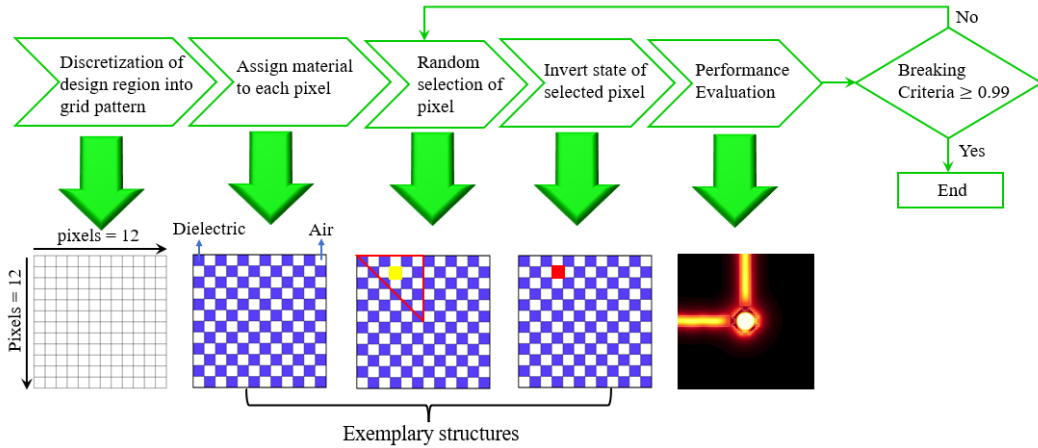 No
Discretization of
design region into
grid pattern
Assign material
to each pixel
Random
selection of
pixel
Invert state of
selected pixel
Performance
Evaluation
Breaking
Criteria ≥ 0.99
Yes
End
pixels = 12
Pixels = 12
Dielectric
Air
Exemplary structures